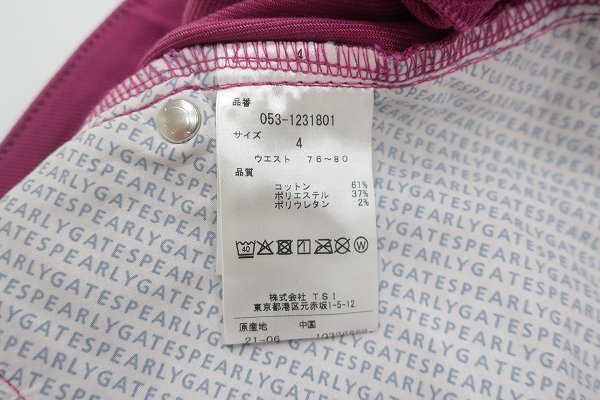 4
品番
053-1231801
サイズ
4
ウエスト 76~80
品質
コットン 61%
ポリエステル 37%
ポリウレタン 2%
40 W
株式会社 TSI
東京都港区元赤坂1-5-12
原産地 中国
21-06
PEARLYGATESPEARLYGATESPEARLYGATES